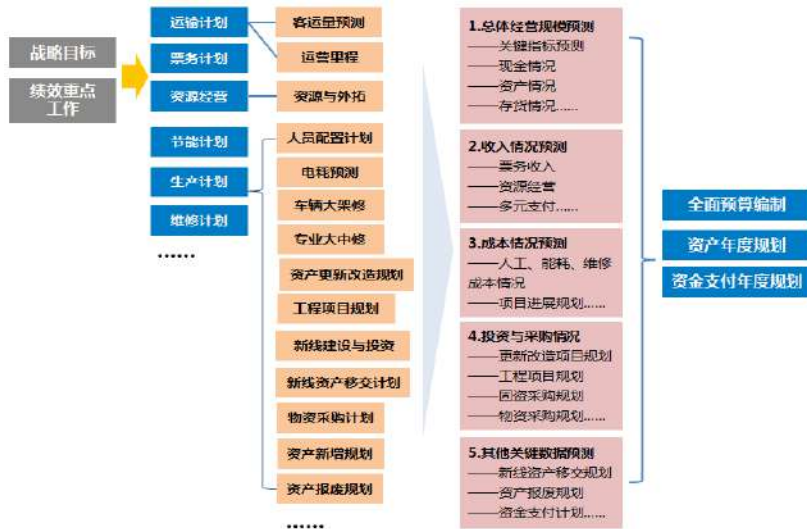 战略目标
绩效重点
工作
运输计划
票务计划
资源经营
节能计划
生产计划
维修计划
······
客运量预测
运营里程
资源与外拓
人员配置计划
电耗预测
车辆大架修
专业大中修
资产更新改造规划
工程项目规划
新线建设与投资
新线资产移交计划
物资采购计划
资产新增规划
资产报废规划
······
1.总体经营规模预测
——关键指标预测
——现金情况
——资产情况
——存货情况……
2.收入情况预测
——票务收入
——资源经营
——多元支付……
3.成本情况预测
——人工、能耗、维修
成本情况
——项目进展规划……
4.投资与采购情况
——更新改造项目规划
——工程项目规划
——固资采购规划
——物资采购规划……
5.其他关键数据预测
——新线资产移交规划
——资产报废规划
——资金支付计划……
全面预算编制
资产年度规划
资金支付年度规划